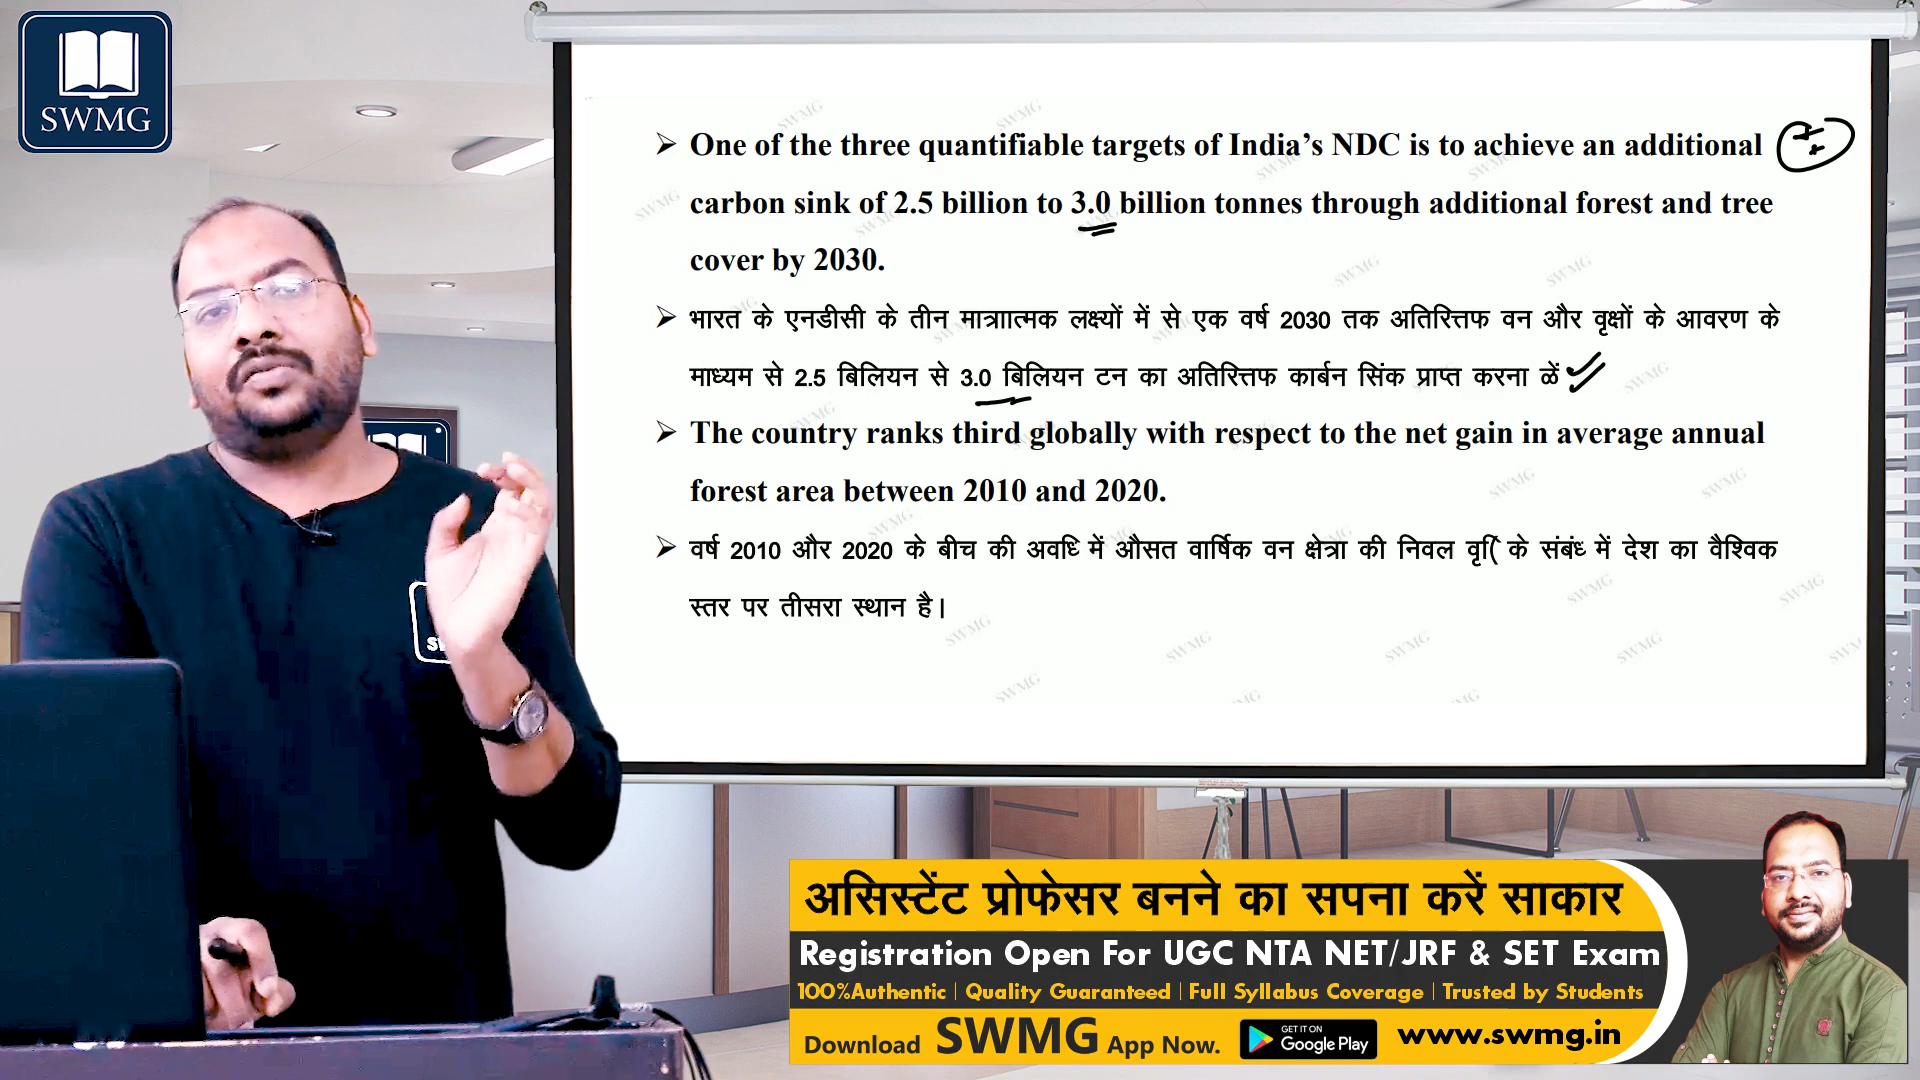 SWMG
One of the three quantifiable targets of India’s NDC is to achieve an additional
carbon sink of 2.5 billion to 3.0 billion tonnes through additional forest and tree
cover by 2030.
भारत के एनडीसी के तीन मात्राात्मक लक्ष्यों में से एक वर्ष 2030 तक अतिरित्तफ वन और वृक्षों के आवरण के
माध्यम से 2.5 बिलियन से 3.0 बिलियन टन का अतिरित्तफ कार्बन सिंक प्राप्त करना ळें
The country ranks third globally with respect to the net gain in average annual
forest area between 2010 and 2020.
वर्ष 2010 और 2020 के बीच की अवधि में औसत वार्षिक वन क्षेत्रा की निवल वृ(ि के संबंध में देश का वैश्विक
स्तर पर तीसरा स्थान है।
असिस्टेंट प्रोफेसर बनने का सपना करें साकार
Registration Open For UGC NTA NET/JRF & SET Exam
100%Authentic | Quality Guaranteed | Full Syllabus Coverage | Trusted by Students
Download SWMG App Now. GET IT ON Google Play www.swmg.in